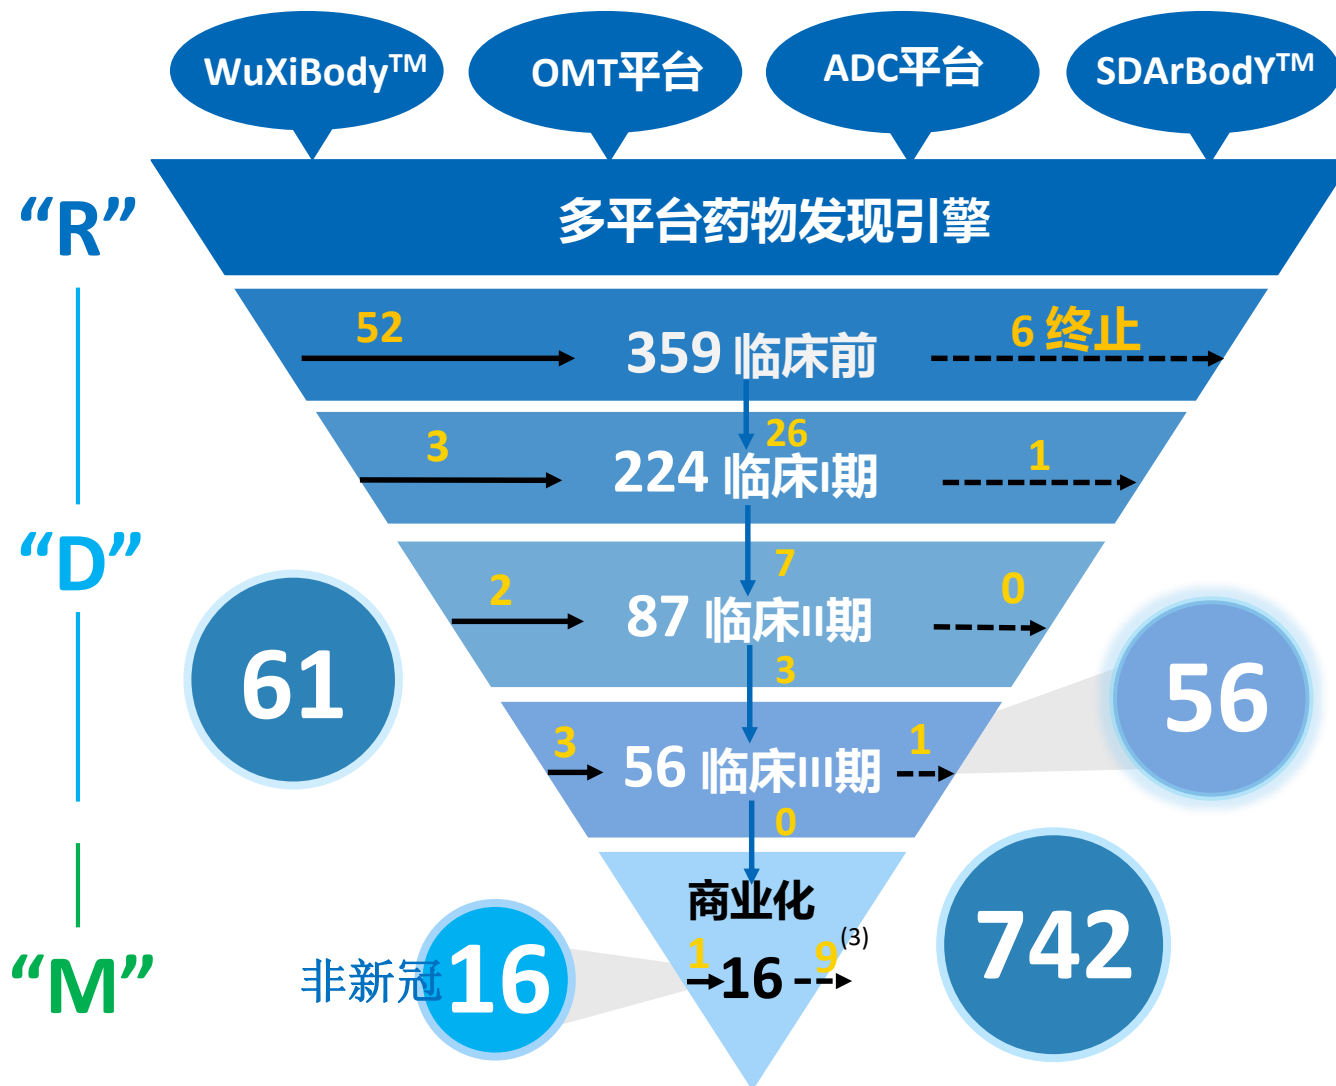 WuXiBody™
OMT平台
ADC平台
SDArBodY™
“R”
多平台药物发现引擎
52
359 临床前
6 终止
26
3
224 临床I期
1
“D”
7
2
87 临床II期
0
3
61
56
3
56 临床III期
1
0
商业化
742
“M”
非新冠16
1
16
9(3)